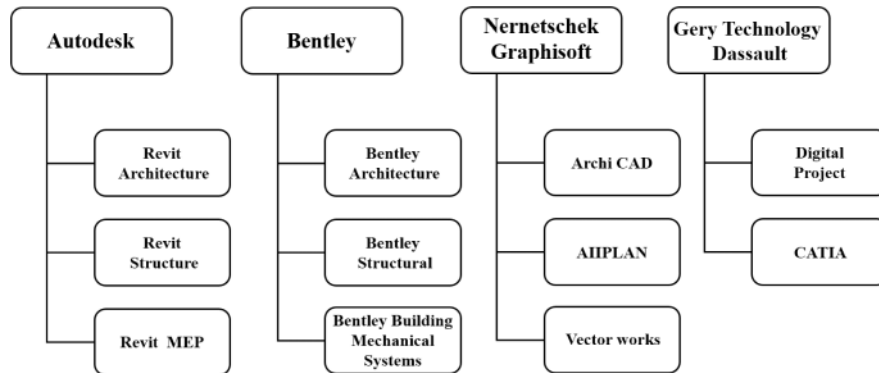 Autodesk
Revit
Architecture
Revit
Structure
Revit MEP
Bentley
Bentley
Architecture
Bentley
Structural
Bentley Building
Mechanical
Systems
Nernetschek
Graphisoft
Archi CAD
AIIPLAN
Vector works
Gery Technology
Dassault
Digital
Project
CATIA